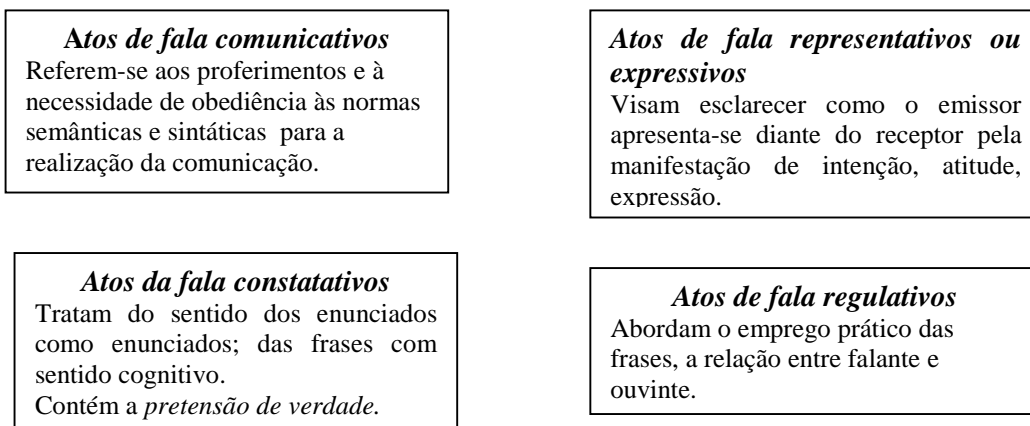 Atos de fala comunicativos
Referem-se aos proferimentos e à
necessidade de obediência às normas
semânticas e sintáticas para a
realização da comunicação.
Atos de fala representativos ou
expressivos
Visam esclarecer como o emissor
apresenta-se diante do receptor pela
manifestação de intenção, atitude,
expressão.
Atos da fala constatativos
Tratam do sentido dos enunciados
como enunciados; das frases com
sentido cognitivo.
Contém a pretensão de verdade.
Atos de fala regulativos
Abordam o emprego prático das
frases, a relação entre falante e
ouvinte.